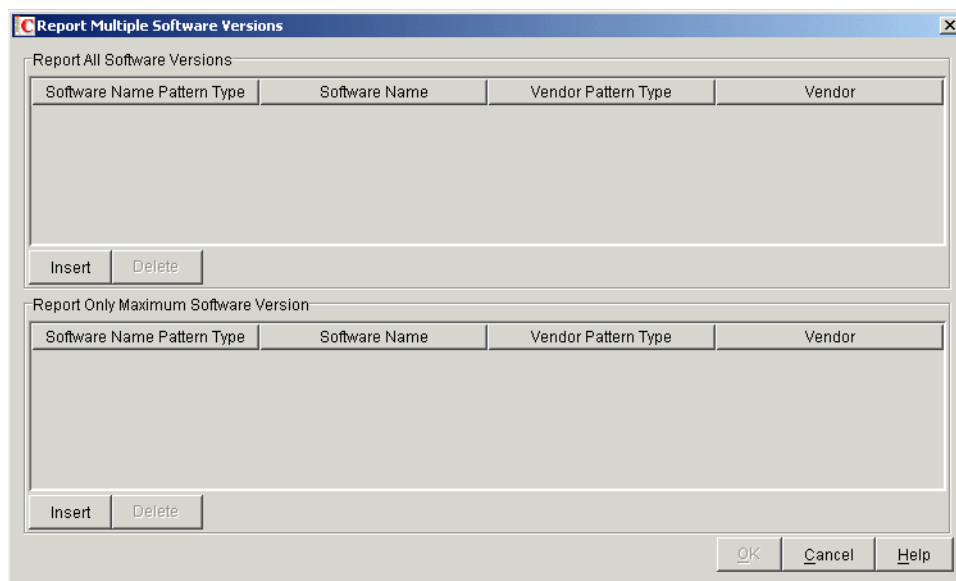 C Report Multiple Software Versions
Report All Software Versions
Software Name Pattern Type Software Name Vendor Pattern Type Vendor
Insert Delete
Report Only Maximum Software Version
Software Name Pattern Type Software Name Vendor Pattern Type Vendor
Insert Delete
OK Cancel Help